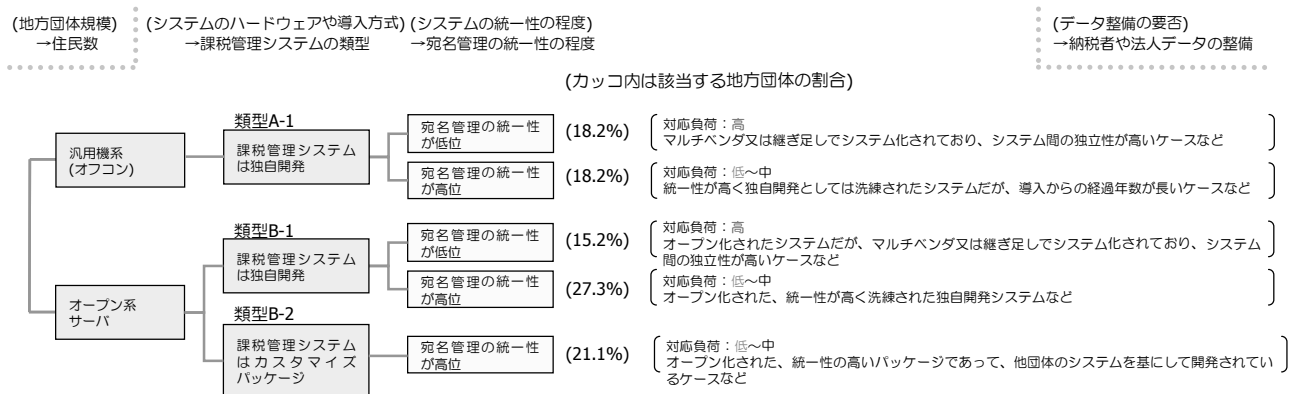 (地方団体規模)
→住民数
(システムのハードウェアや導入方式)
→課税管理システムの類型
(システムの統一性の程度)
→宛名管理の統一性の程度
(データ整備の要否)
→納税者や法人データの整備
(カッコ内は該当する地方団体の割合)
汎用機系
(オフコン)
類型A-1
課税管理システム
は独自開発
宛名管理の統一性
が低位
(18.2%)
対応負荷：高
マルチベンダ又は継ぎ足しでシステム化されており、システム間の独立性が高いケースなど
宛名管理の統一性
が高位
(18.2%)
対応負荷：低～中
統一性が高く独自開発としては洗練されたシステムだが、導入からの経過年数が長いケースなど
オープン系
サーバ
類型B-1
課税管理システム
は独自開発
宛名管理の統一性
が低位
(15.2%)
対応負荷：高
オープン化されたシステムだが、マルチベンダ又は継ぎ足しでシステム化されており、システム
間の独立性が高いケースなど
宛名管理の統一性
が高位
(27.3%)
対応負荷：低～中
オープン化された、統一性が高く洗練された独自開発システムなど
類型B-2
課税管理システム
はカスタマイズ
パッケージ
宛名管理の統一性
が高位
(21.1%)
対応負荷：低～中
オープン化された、統一性の高いパッケージであって、他団体のシステムを基にして開発されてい
るケースなど